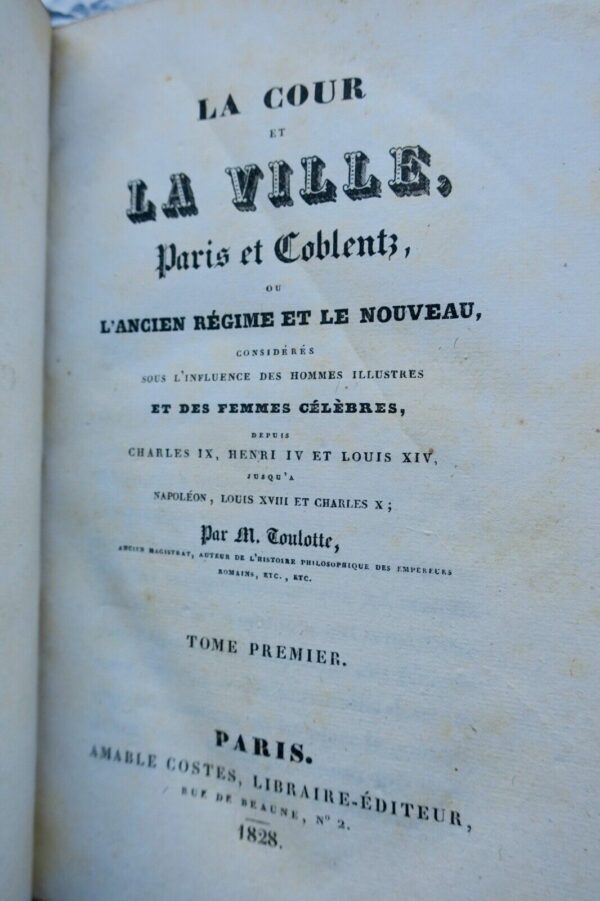 LA COUR
ET
LA VILLE,
Paris et Coblentz,
OU
L'ANCIEN RÉGIME ET LE NOUVEAU,
CONSIDÉRÉS
SOUS L'INFLUENCE DES HOMMES ILLUSTRES
ET DES FEMMES CÉLÈBRES,
DEPUIS
CHARLES IX, HENRI IV ET LOUIS XIV,
JUSQU'A
NAPOLÉON, LOUIS XVIII ET CHARLES X;
Par M. Toulotte,
ANCIEN MAGISTRAT, AUTEUR DE L'HISTOIRE PHILOSOPHIQUE DES EMPEREURS
ROMAINS, ETC., ETC.
TOME PREMIER.
PARIS.
AMABLE COSTES, LIBRAIRE-ÉDITEUR,
RUE DE BEAUNE, N° 2.
1828.